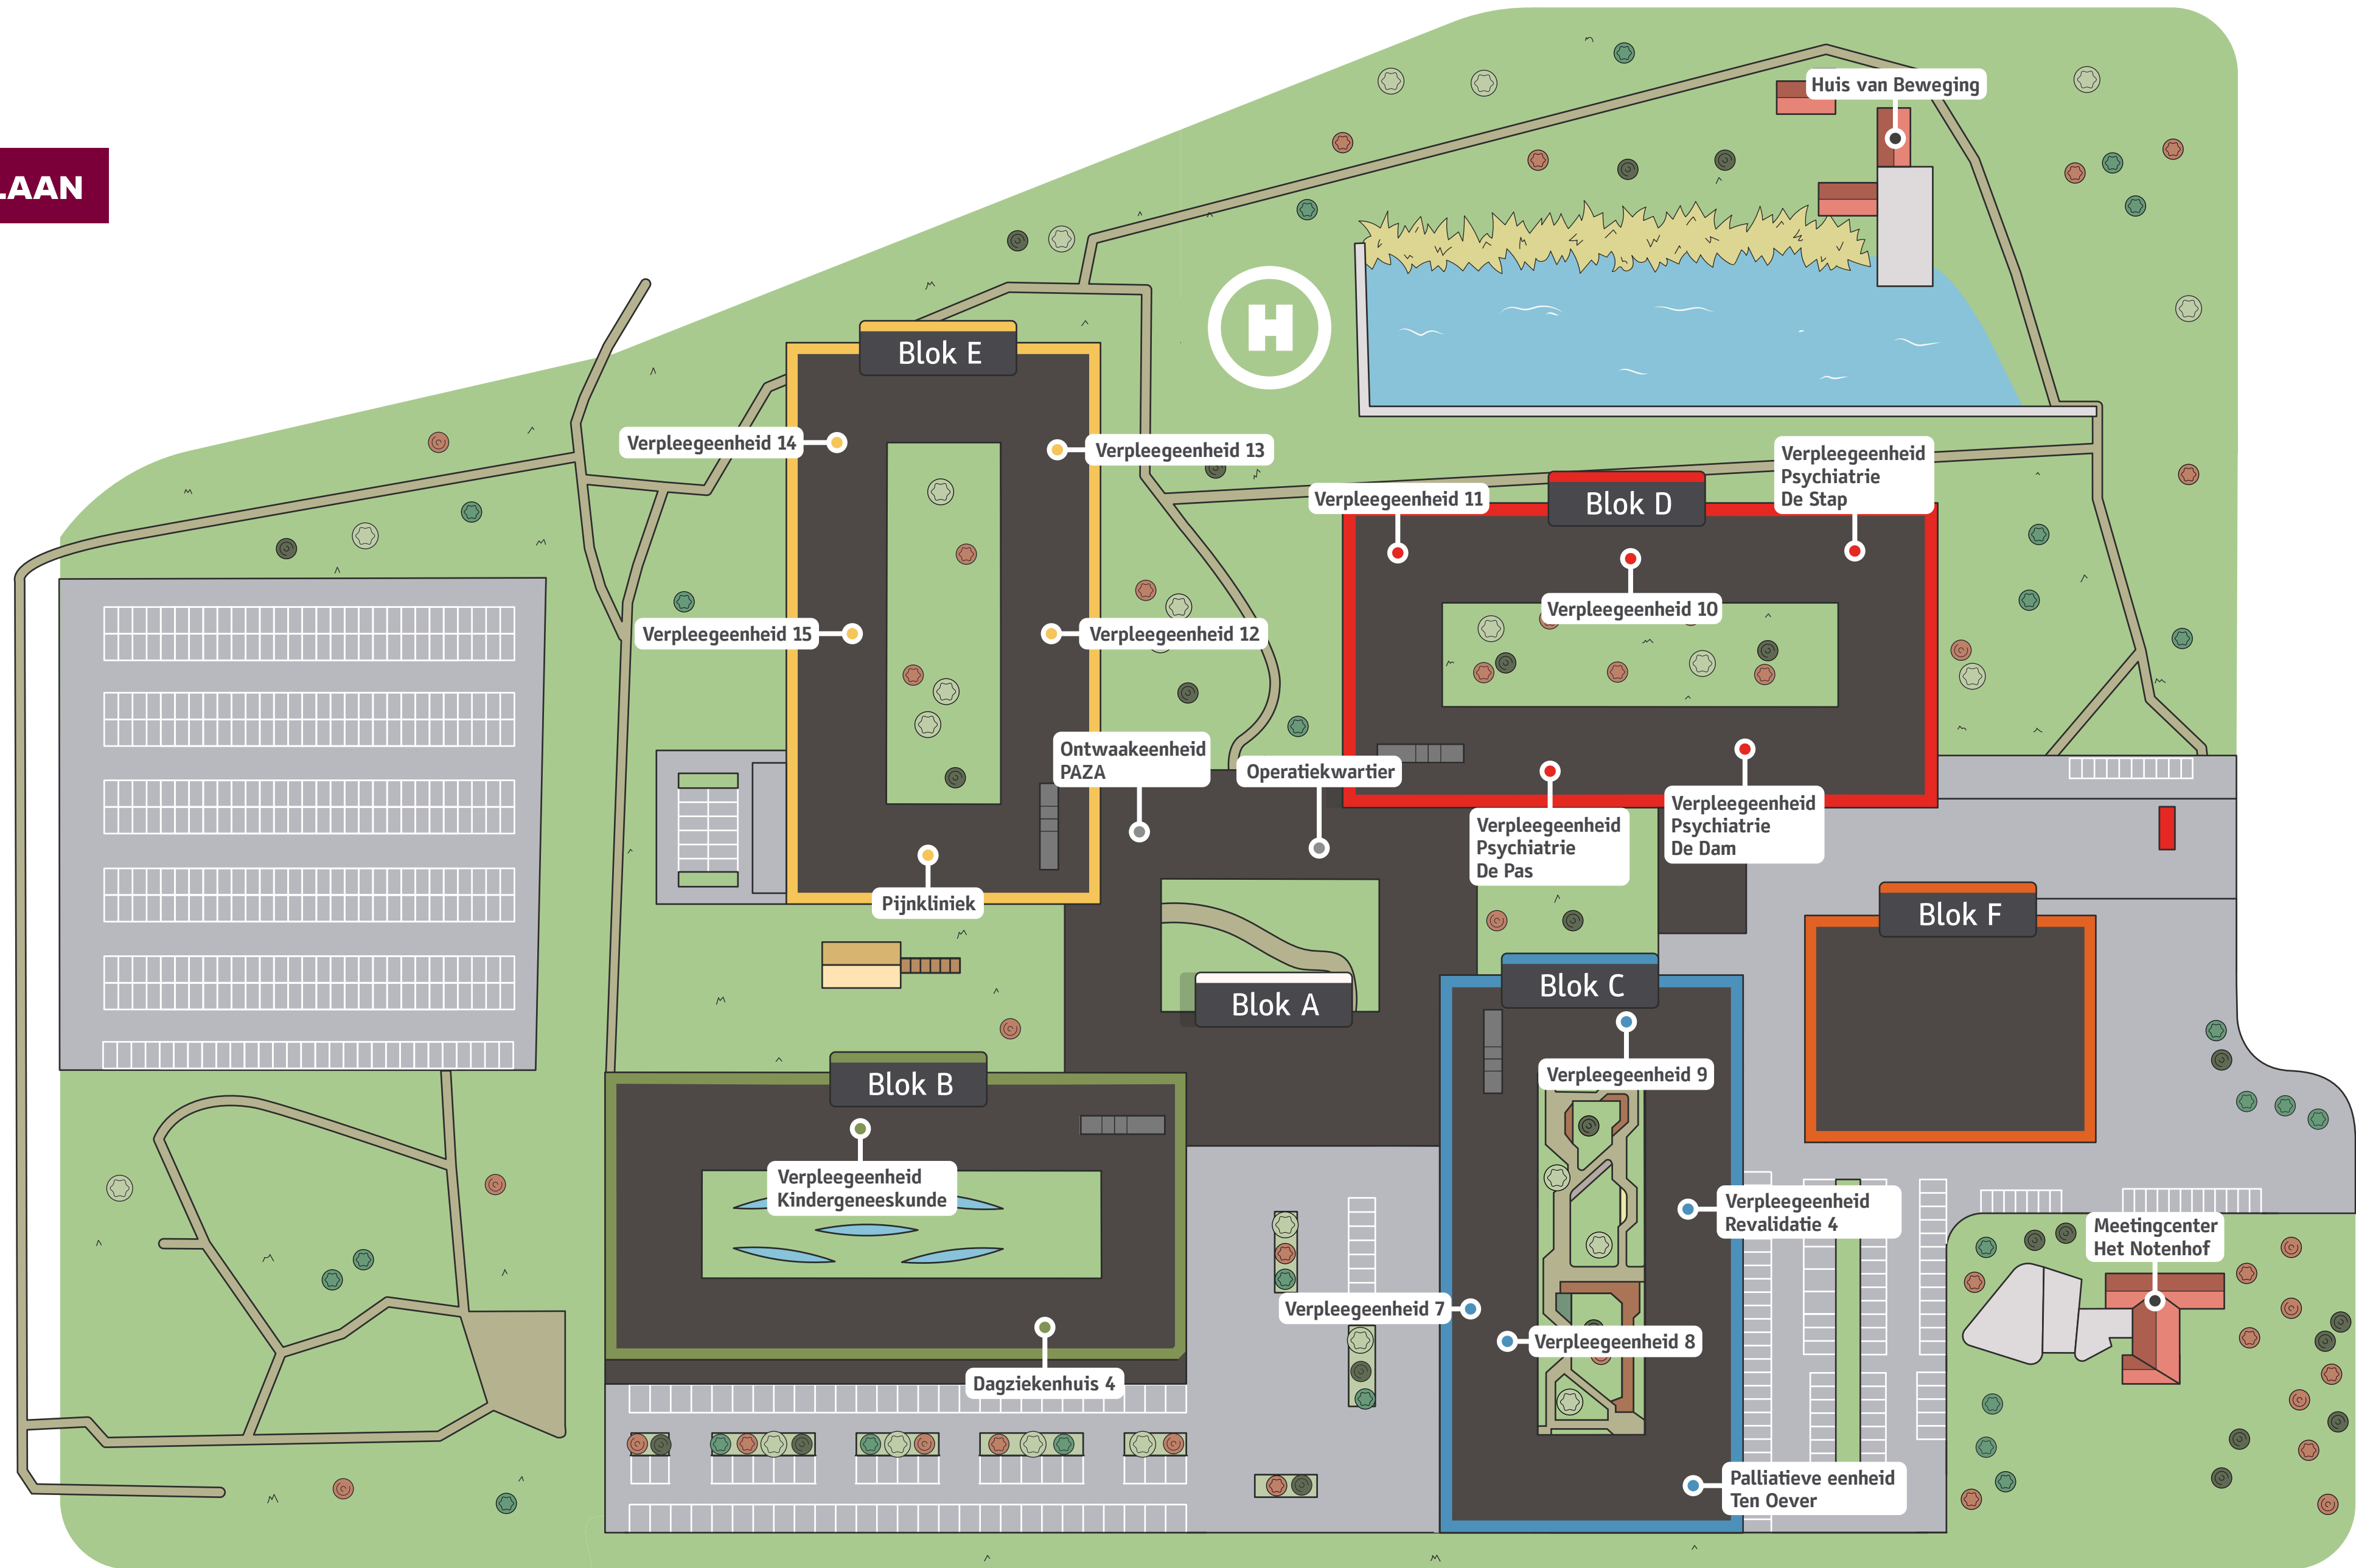 LAAN
Huis van Beweging
H
Blok E
Verpleegeenheid 14
Verpleegeenheid 13
Verpleegeenheid 15
Verpleegeenheid 12
Pijnkliniek
Verpleegeenheid 11
Blok D
Verpleegeenheid
Psychiatrie
De Stap
Verpleegeenheid 10
Ontwaakeenheid
PAZA
Operatiekwartier
Verpleegeenheid
Psychiatrie
De Pas
Verpleegeenheid
Psychiatrie
De Dam
Blok F
Blok A
Blok C
Verpleegeenheid 9
Blok B
Verpleegeenheid
Kindergeneeskunde
Verpleegeenheid
Revalidatie 4
Meetingcenter
Het Notenhof
Verpleegeenheid 7
Verpleegeenheid 8
Dagziekenhuis 4
Palliatieve eenheid
Ten Oever